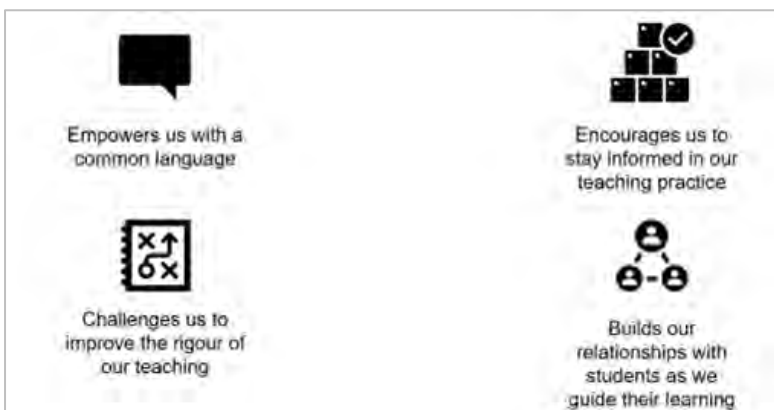 Empowers us with a
common language
Encourages us to
stay informed in our
teaching practice
Challenges us to
improve the rigour of
our teaching
Builds our
relationships with
students as we
guide their learning